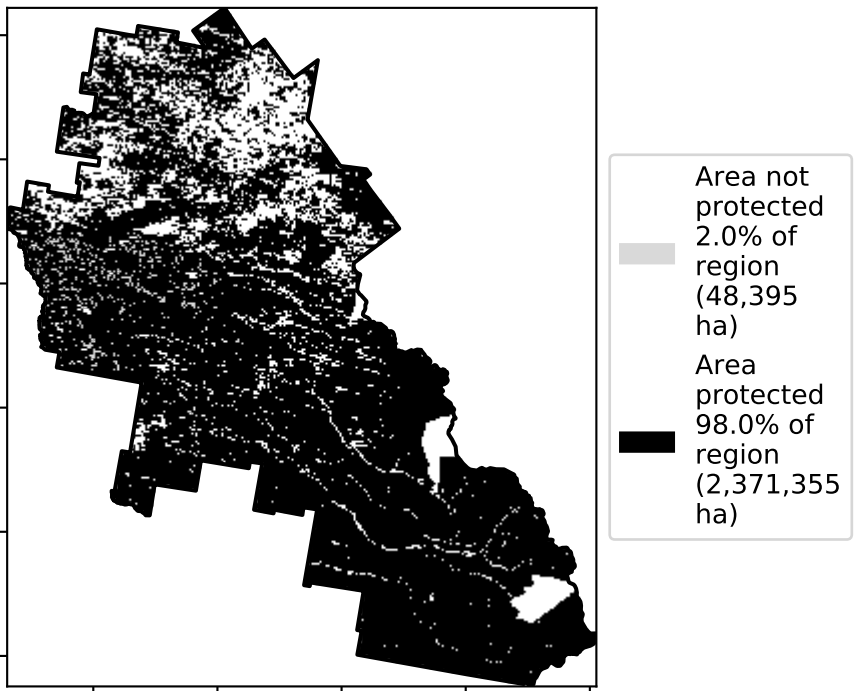 Area not
protected
2.0% of
region
(48,395
ha)
Area
protected
98.0% of
region
(2,371,355
ha)